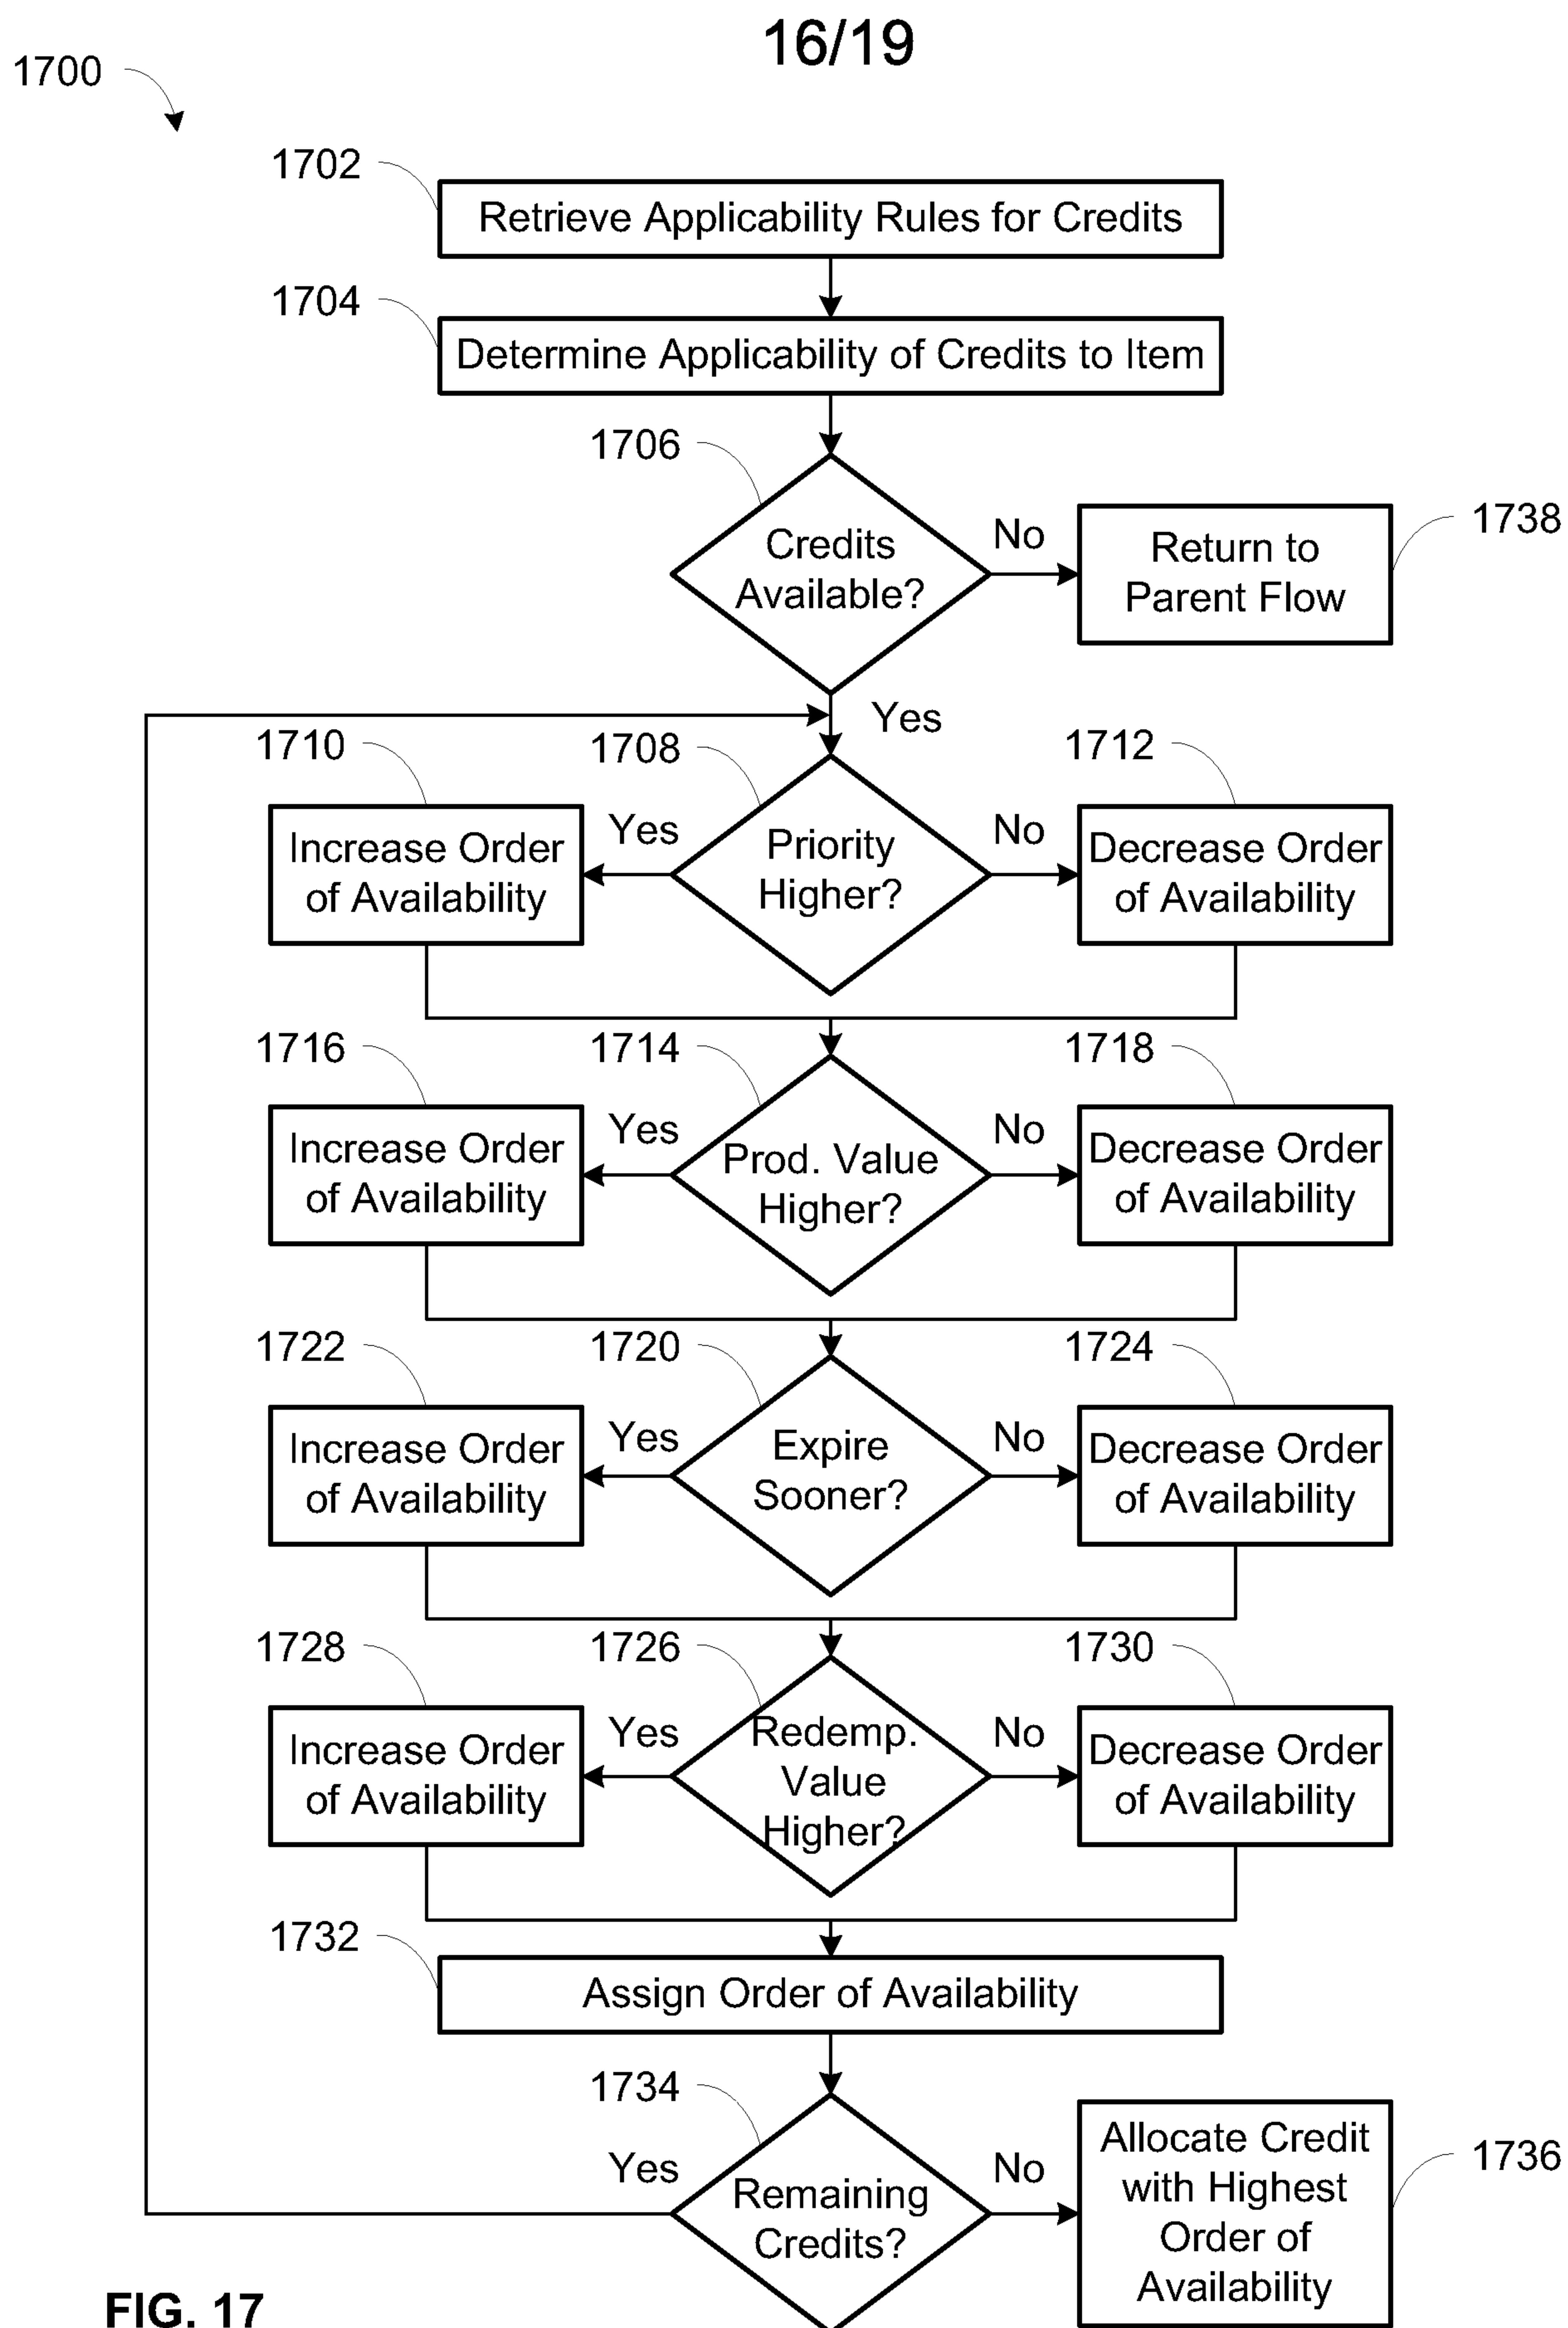 16/19
1700
1702
Retrieve Applicability Rules for Credits
1704
Determine Applicability of Credits to Item
1706
Credits
Available?
No
Return to
Parent Flow
1738
Yes
1710
1708
1712
Increase Order
of Availability
Yes
Priority
Higher?
No
Decrease Order
of Availability
1716
1714
1718
Increase Order
of Availability
Yes
Prod. Value
Higher?
No
Decrease Order
of Availability
1722
1720
1724
Increase Order
of Availability
Yes
Expire
Sooner?
No
Decrease Order
of Availability
1728
1726
1730
Increase Order
of Availability
Yes
Redemp.
Value
Higher?
No
Decrease Order
of Availability
1732
Assign Order of Availability
1734
Yes
Remaining
Credits?
No
Allocate Credit
with Highest
Order of
Availability
1736
FIG. 17